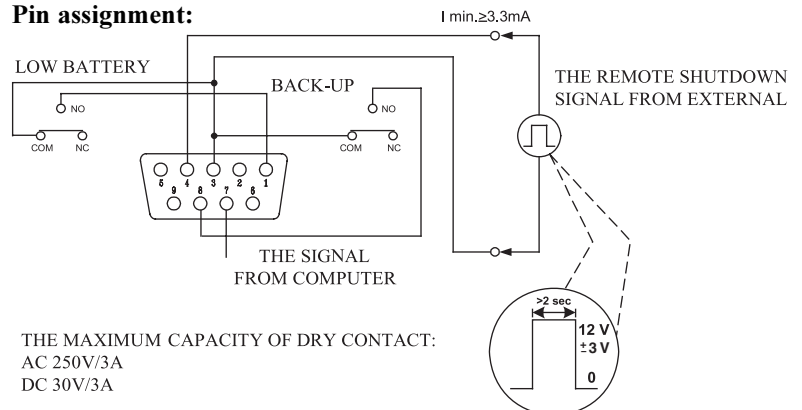 Pin assignment:
I min.≥3.3mA
LOW BATTERY
BACK-UP
THE REMOTE SHUTDOWN
SIGNAL FROM EXTERNAL
NO
NO
COM NC
COM NC
5 4 3 2 1
9 8 7 6
THE SIGNAL
FROM COMPUTER
>2 sec
12 V
±3 V
0
THE MAXIMUM CAPACITY OF DRY CONTACT:
AC 250V/3A
DC 30V/3A